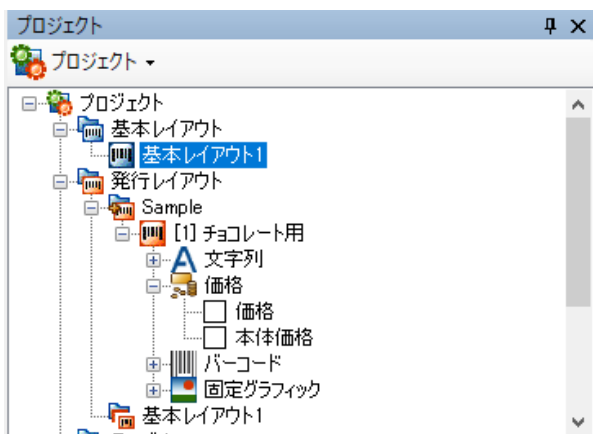 プロジェクト
プロジェクト
プロジェクト
基本レイアウト
基本レイアウト1
発行レイアウト
Sample
[1] チョコレート用
文字列
価格
価格
本体価格
バーコード
固定グラフィック
基本レイアウト1